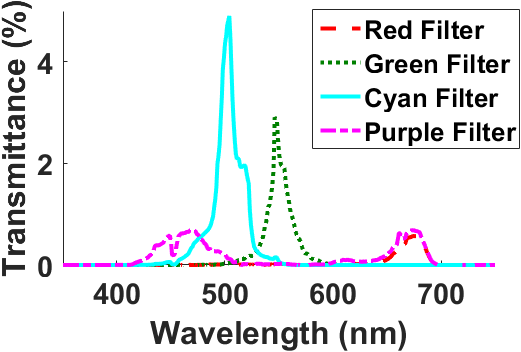 Transmittance (%)
4
2
0
Red Filter
Green Filter
Cyan Filter
Purple Filter
400 500 600 700
Wavelength (nm)